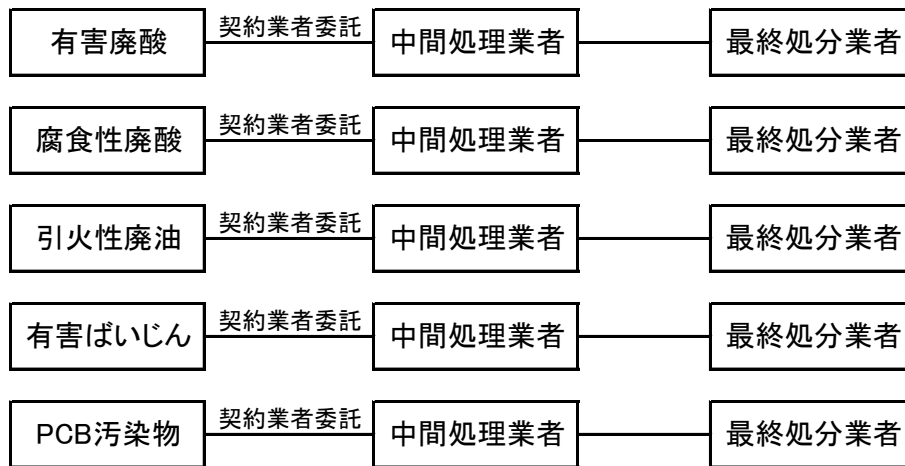 有害廃酸 契約業者委託 中間処理業者 最終処分業者
腐食性廃酸 契約業者委託 中間処理業者 最終処分業者
引火性廃油 契約業者委託 中間処理業者 最終処分業者
有害ばいじん 契約業者委託 中間処理業者 最終処分業者
PCB汚染物 契約業者委託 中間処理業者 最終処分業者